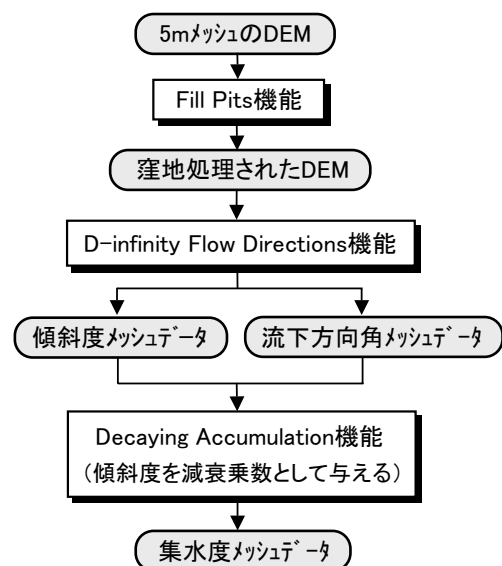 5mﾒｯｼｭのDEM
Fill Pits機能
窪地処理されたDEM
D-infinity Flow Directions機能
傾斜度ﾒｯｼｭﾃﾞｰﾀ
流下方向角ﾒｯｼｭﾃﾞｰﾀ
Decaying Accumulation機能
（傾斜度を減衰乗数として与える）
集水度ﾒｯｼｭﾃﾞｰﾀ